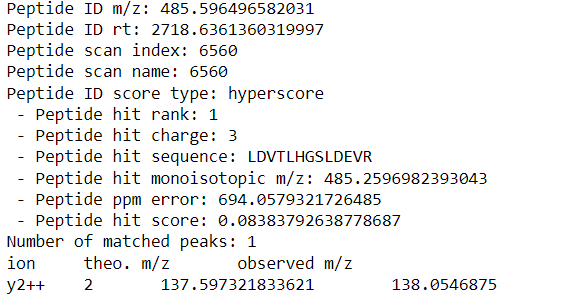 Peptide ID m/z: 485.596496582031
Peptide ID rt: 2718.6361360319997
Peptide scan index: 6560
Peptide scan name: 6560
Peptide ID score type: hyperscore
- Peptide hit rank: 1
- Peptide hit charge: 3
- Peptide hit sequence: LDVTLHGSLDEVR
- Peptide hit monoisotopic m/z: 485.2596982393043
- Peptide ppm error: 694.0579321726485
- Peptide hit score: 0.08383792638778687
Number of matched peaks: 1
ion theo. m/z observed m/z
y2++ 2 137.597321833621 138.0546875